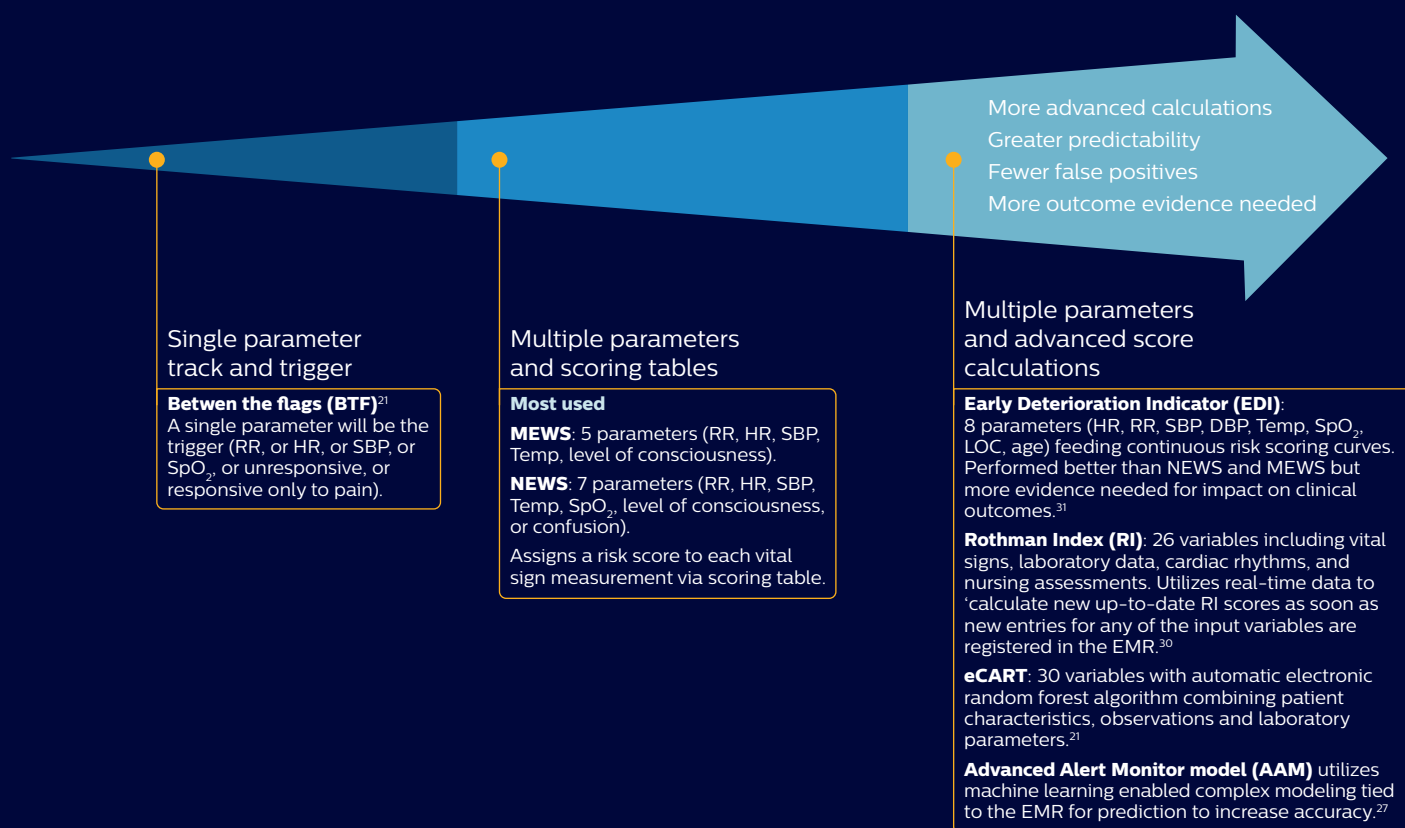 More advanced calculations
Greater predictability
Fewer false positives
More outcome evidence needed
Single parameter
track and trigger
Betwen the flags (BTF)²¹
A single parameter will be the
trigger (RR, or HR, or SBP, or
SpO₂, or unresponsive, or
responsive only to pain).
Multiple parameters
and scoring tables
Most used
MEWS: 5 parameters (RR, HR, SBP,
Temp, level of consciousness).
NEWS: 7 parameters (RR, HR, SBP,
Temp, SpO₂, level of consciousness,
or confusion).
Assigns a risk score to each vital
sign measurement via scoring table.
Multiple parameters
and advanced score
calculations
Early Deterioration Indicator (EDI):
8 parameters (HR, RR, SBP, DBP, Temp, SpO₂,
LOC, age) feeding continuous risk scoring curves.
Performed better than NEWS and MEWS but
more evidence needed for impact on clinical
outcomes.³¹
Rothman Index (RI): 26 variables including vital
signs, laboratory data, cardiac rhythms, and
nursing assessments. Utilizes real-time data to
‘calculate new up-to-date RI scores as soon as
new entries for any of the input variables are
registered in the EMR.³⁰
eCART: 30 variables with automatic electronic
random forest algorithm combining patient
characteristics, observations and laboratory
parameters.²¹
Advanced Alert Monitor model (AAM) utilizes
machine learning enabled complex modeling tied
to the EMR for prediction to increase accuracy.²⁷